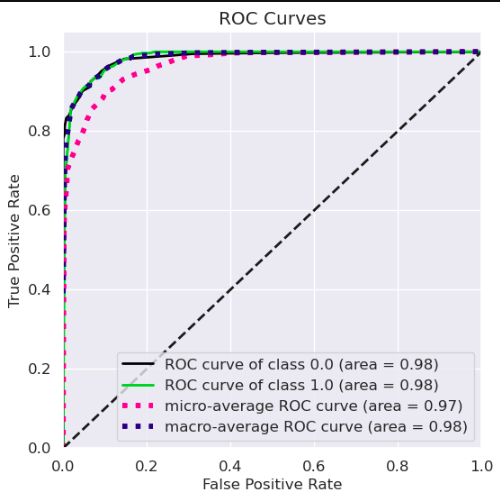 ROC Curves
1.0
0.8
0.6
0.4
0.2
0.0
True Positive Rate
ROC curve of class 0.0 (area = 0.98)
ROC curve of class 1.0 (area = 0.98)
micro-average ROC curve (area = 0.97)
macro-average ROC curve (area = 0.98)
0.0 0.2 0.4 0.6 0.8 1.0
False Positive Rate